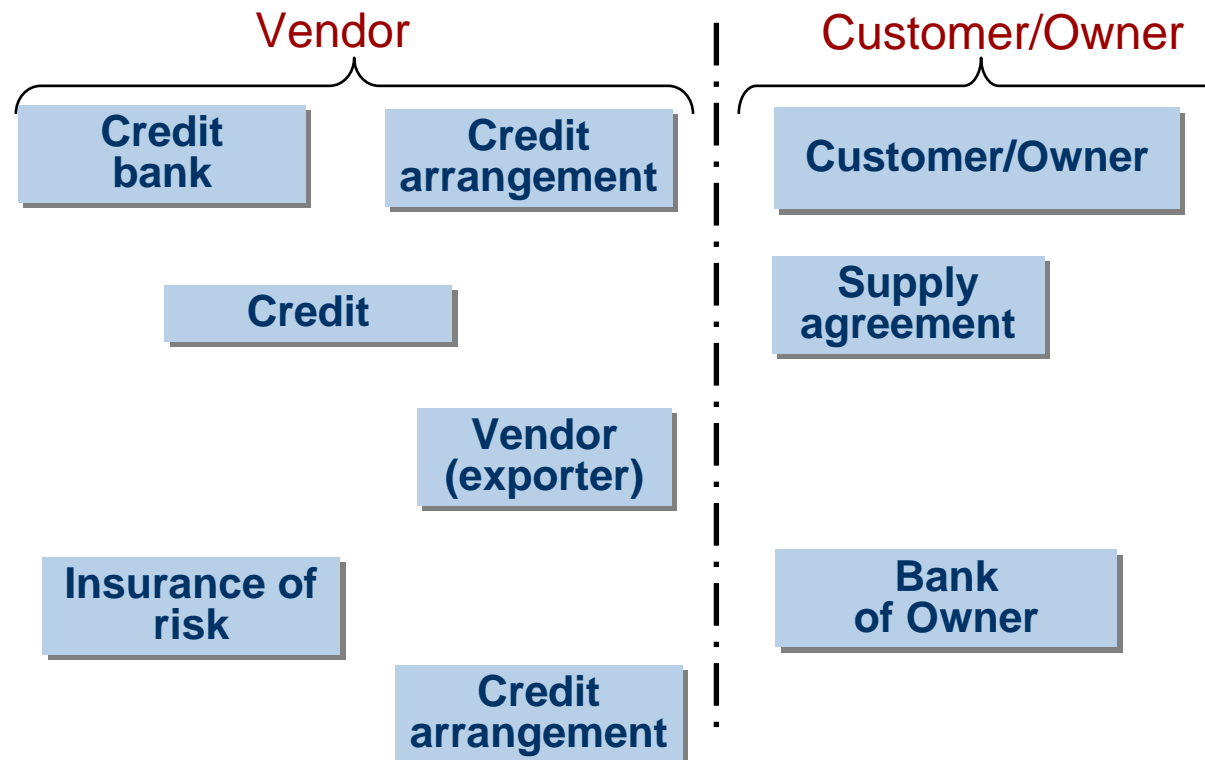 Vendor
Customer/Owner
Credit
bank
Credit
arrangement
Customer/Owner
Credit
Supply
agreement
Vendor
(exporter)
Insurance of
risk
Bank
of Owner
Credit
arrangement